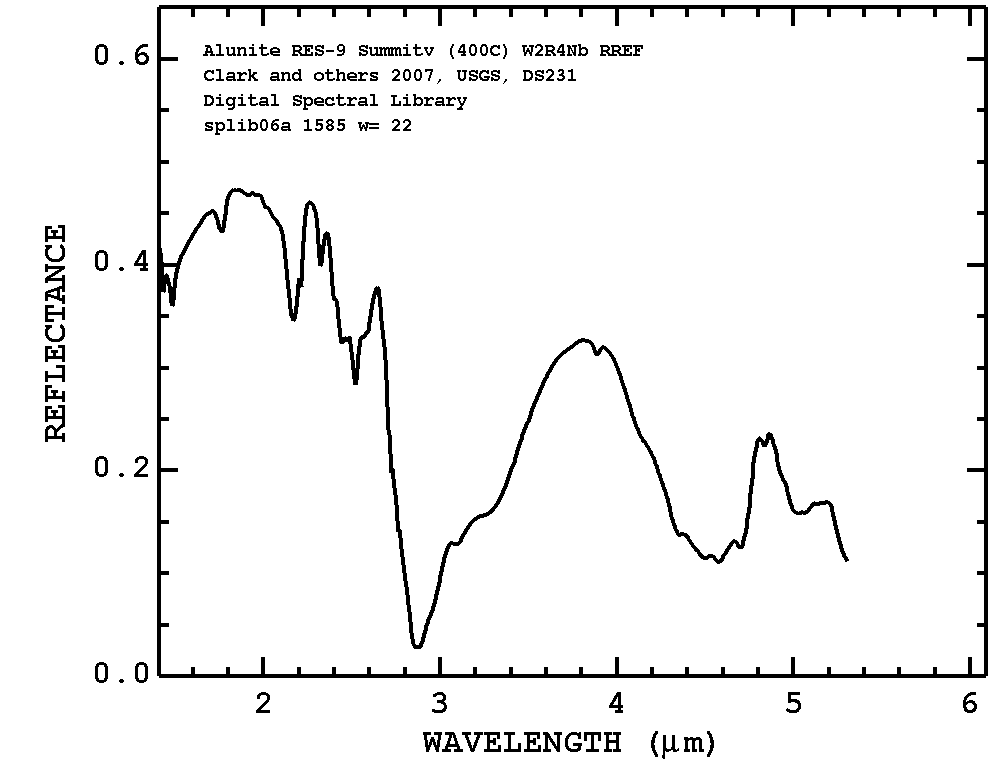 Alunite RES-9 Summitv (400C) W2R4Nb RREF
Clark and others 2007, USGS, DS231
Digital Spectral Library
splib06a 1585 w= 22
0.6
0.4
0.2
0.0
REFLECTANCE
2 3 4 5 6
WAVELENGTH (μm)